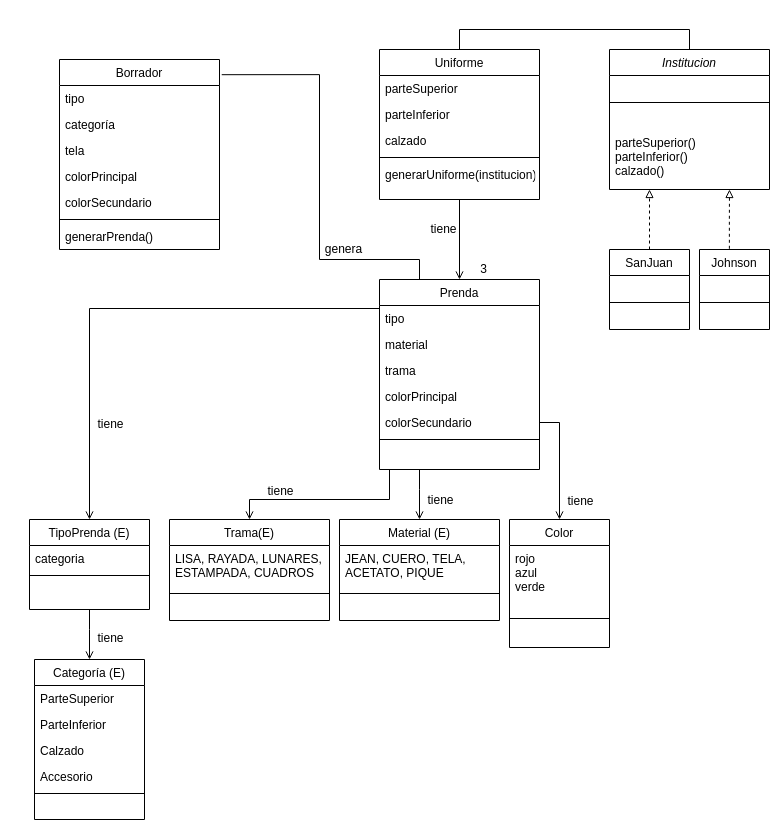 Borrador
tipo
categoría
tela
colorPrincipal
colorSecundario
generarPrenda()
Uniforme
parteSuperior
parteInferior
calzado
generarUniforme(institucion)
Institucion
parteSuperior()
parteInferior()
calzado()
SanJuan
Johnson
tiene
3
genera
Prenda
tipo
material
trama
colorPrincipal
colorSecundario
tiene
tiene
tiene
tiene
TipoPrenda (E)
categoria
Trama(E)
LISA, RAYADA, LUNARES,
ESTAMPADA, CUADROS
Material (E)
JEAN, CUERO, TELA,
ACETATO, PIQUE
Color
rojo
azul
verde
tiene
Categoría (E)
ParteSuperior
ParteInferior
Calzado
Accesorio